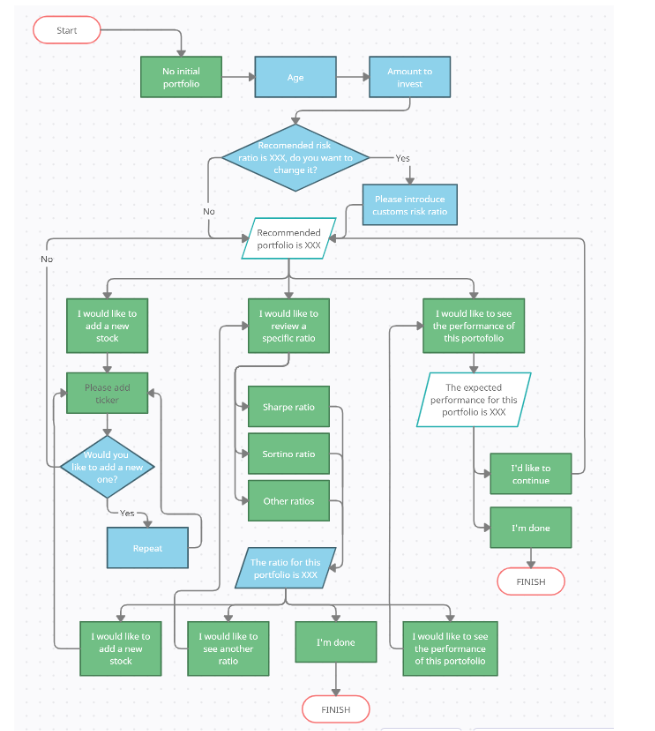 Start
No initial
portfolio
Age
Amount to
invest
Recomended risk
ratio is XXX, do you want to
change it?
Yes
Please introduce
customs risk ratio
No
Recommended
portfolio is XXX
No
I would like to
add a new
stock
I would like to
review a
specific ratio
I would like to see
the performance of
this portofolio
Please add
ticker
Sharpe ratio
The expected
performance for this
portfolio is XXX
Would you
like to add a new
one?
Sortino ratio
I'd like to
continue
Other ratios
Yes
I'm done
Repeat
The ratio for this
portfolio is XXX
FINISH
I would like to
add a new
stock
I would like to
see another
ratio
I'm done
I would like to see
the performance
of this portofolio
FINISH